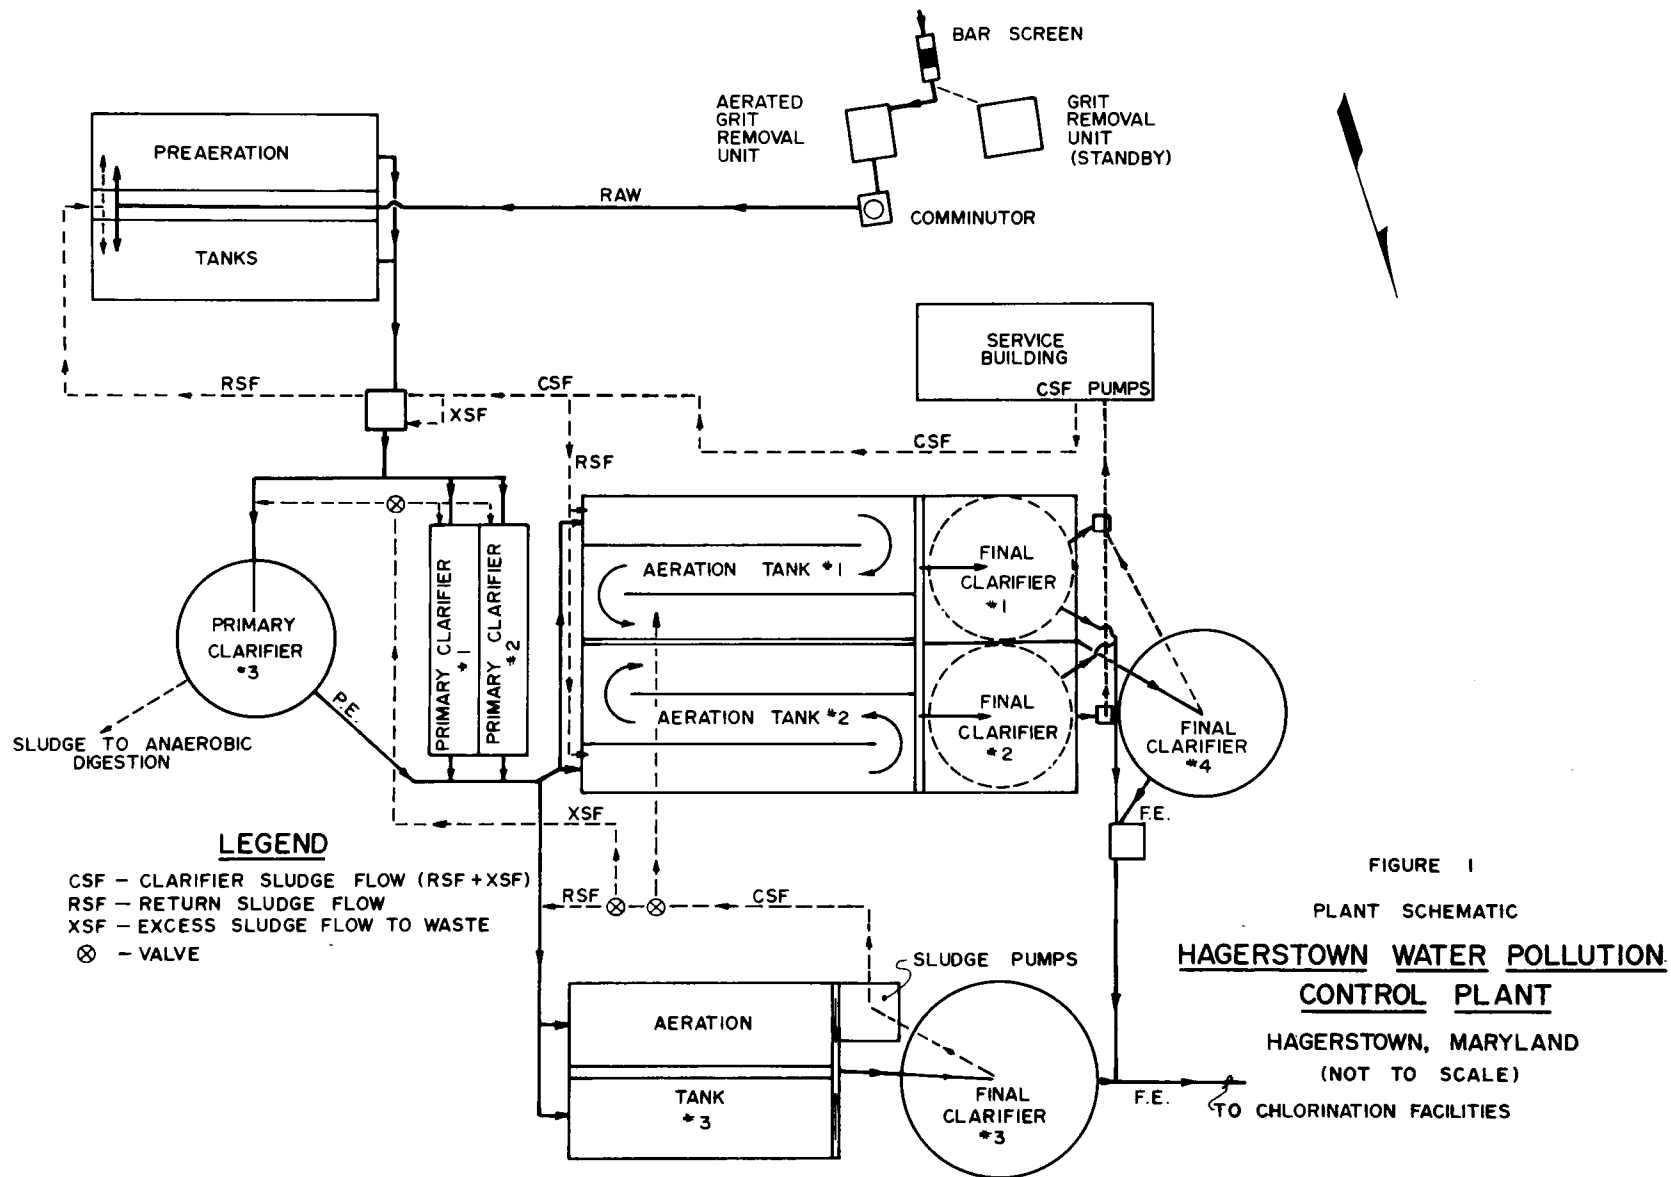 BAR SCREEN
AERATED
GRIT
REMOVAL
UNIT
GRIT
REMOVAL
UNIT
(STANDBY)
COMMINUTOR
RAW
PREAERATION
TANKS
SERVICE
BUILDING
CSF PUMPS
RSF
CSF
XSF
CSF
RSF
PRIMARY
CLARIFIER
#3
PRIMARY CLARIFIER
#1
PRIMARY CLARIFIER
#2
P.E.
SLUDGE TO ANAEROBIC
DIGESTION
AERATION TANK #1
FINAL
CLARIFIER
#1
AERATION TANK #2
FINAL
CLARIFIER
#2
FINAL
CLARIFIER
#4
F.E.
XSF
RSF
CSF
LEGEND
CSF – CLARIFIER SLUDGE FLOW (RSF + XSF)
RSF – RETURN SLUDGE FLOW
XSF – EXCESS SLUDGE FLOW TO WASTE
⊗ – VALVE
SLUDGE PUMPS
AERATION
TANK
#3
FINAL
CLARIFIER
#3
F.E.
TO CHLORINATION FACILITIES
FIGURE 1
PLANT SCHEMATIC
HAGERSTOWN WATER POLLUTION
CONTROL PLANT
HAGERSTOWN, MARYLAND
(NOT TO SCALE)